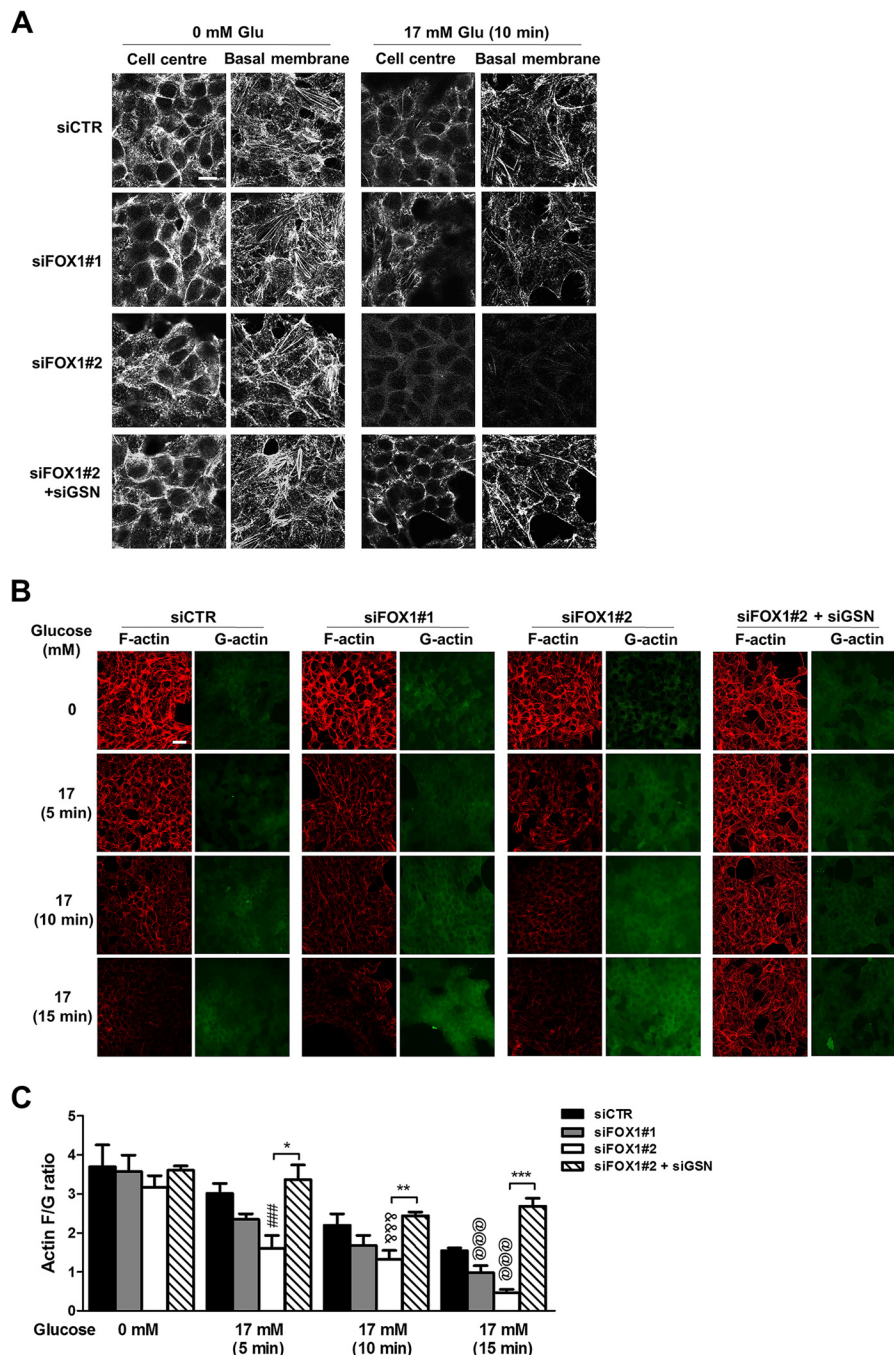 A
0 mM Glu
17 mM Glu (10 min)
Cell centre Basal membrane
Cell centre Basal membrane
siCTR
siFOX1#1
siFOX1#2
siFOX1#2
+siGSN
B
siCTR
siFOX1#1
siFOX1#2
siFOX1#2 + siGSN
Glucose
(mM)
F-actin G-actin
F-actin G-actin
F-actin G-actin
F-actin G-actin
0
17
(5 min)
17
(10 min)
17
(15 min)
C
siCTR
siFOX1#1
siFOX1#2
siFOX1#2 + siGSN
Actin F/G ratio
5
4
3
2
1
0
###
*
&&&
**
@@@
@@@
***
Glucose
0 mM
17 mM
(5 min)
17 mM
(10 min)
17 mM
(15 min)